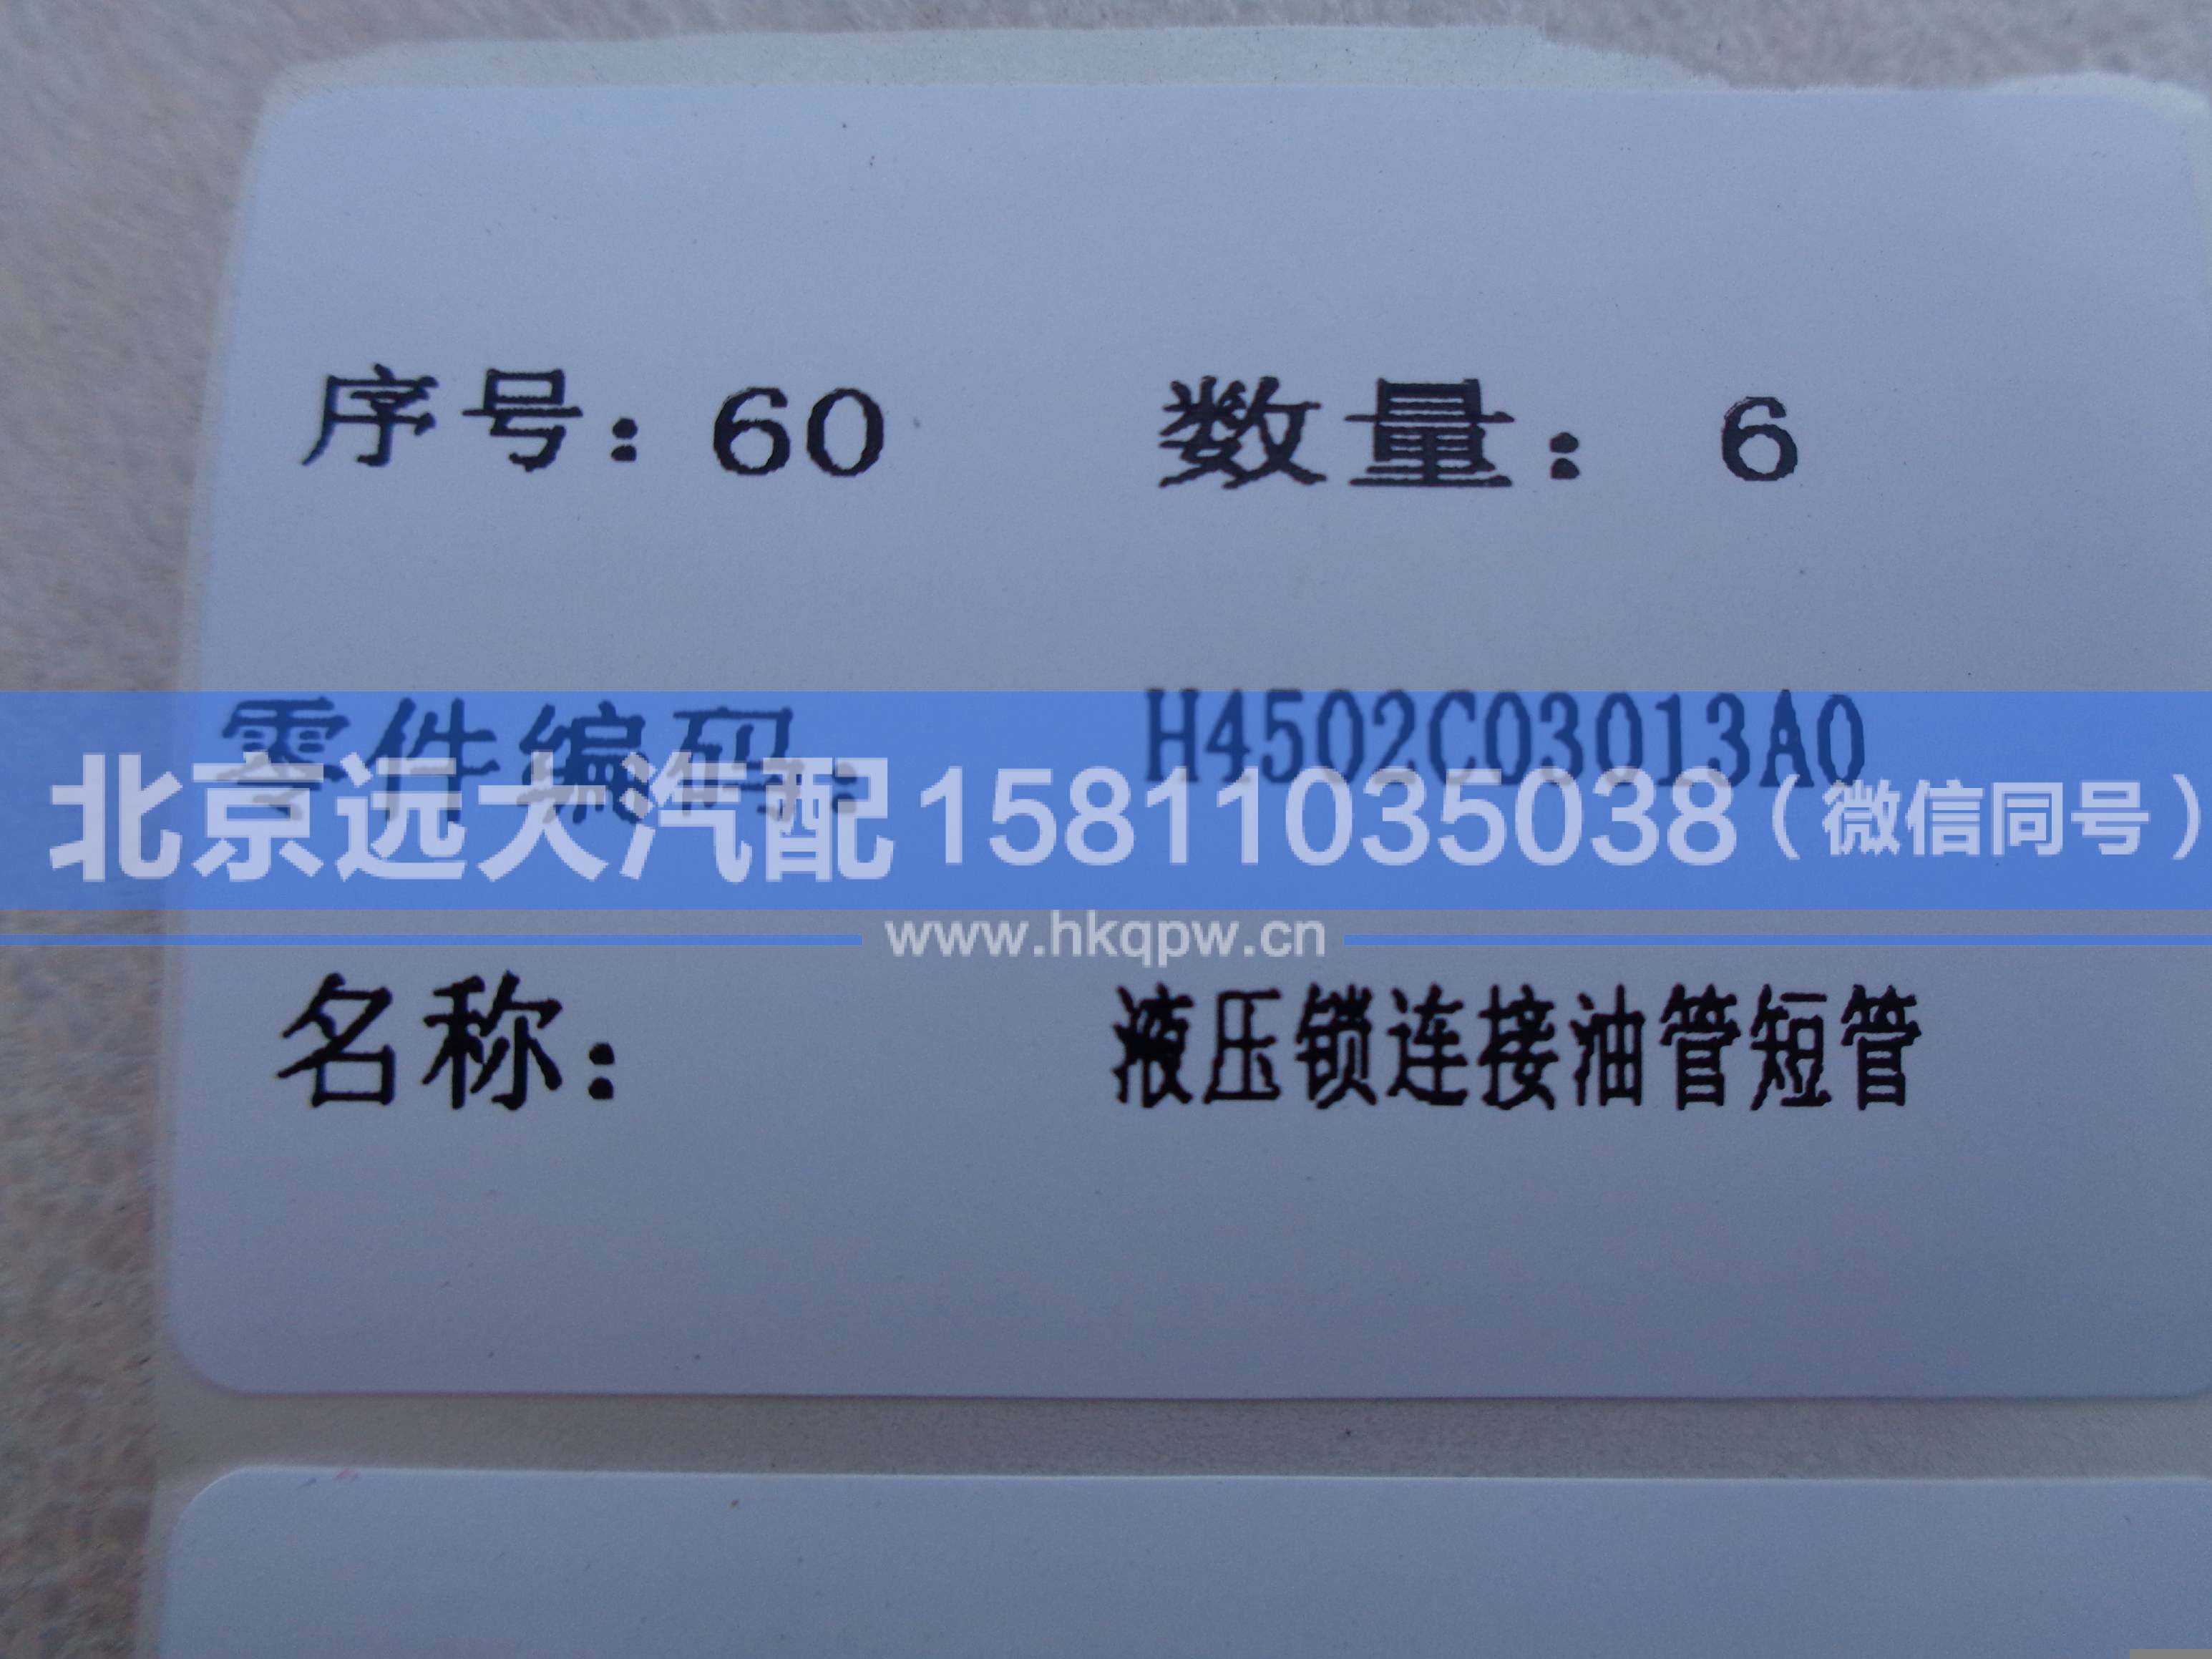 序号：60 数量：6
零件编码： H4502C03013A0
北京远大汽配15811035038（微信同号）
www.hkqpw.cn
名称： 液压锁连接油管短管